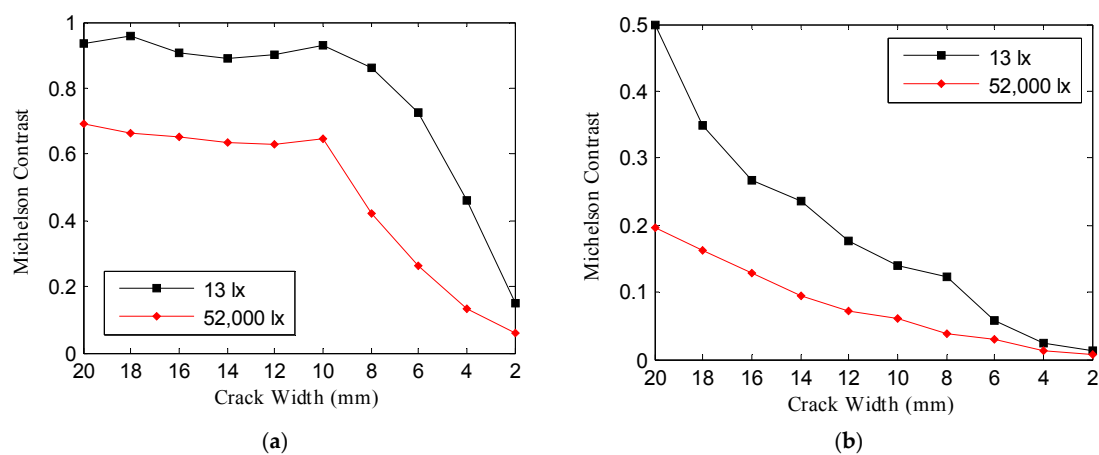 1
0.8
0.6
0.4
0.2
0
Michelson Contrast
13 lx
52,000 lx
20 18 16 14 12 10 8 6 4 2
Crack Width (mm)
(a)
0.5
0.4
0.3
0.2
0.1
0
Michelson Contrast
13 lx
52,000 lx
20 18 16 14 12 10 8 6 4 2
Crack Width (mm)
(b)